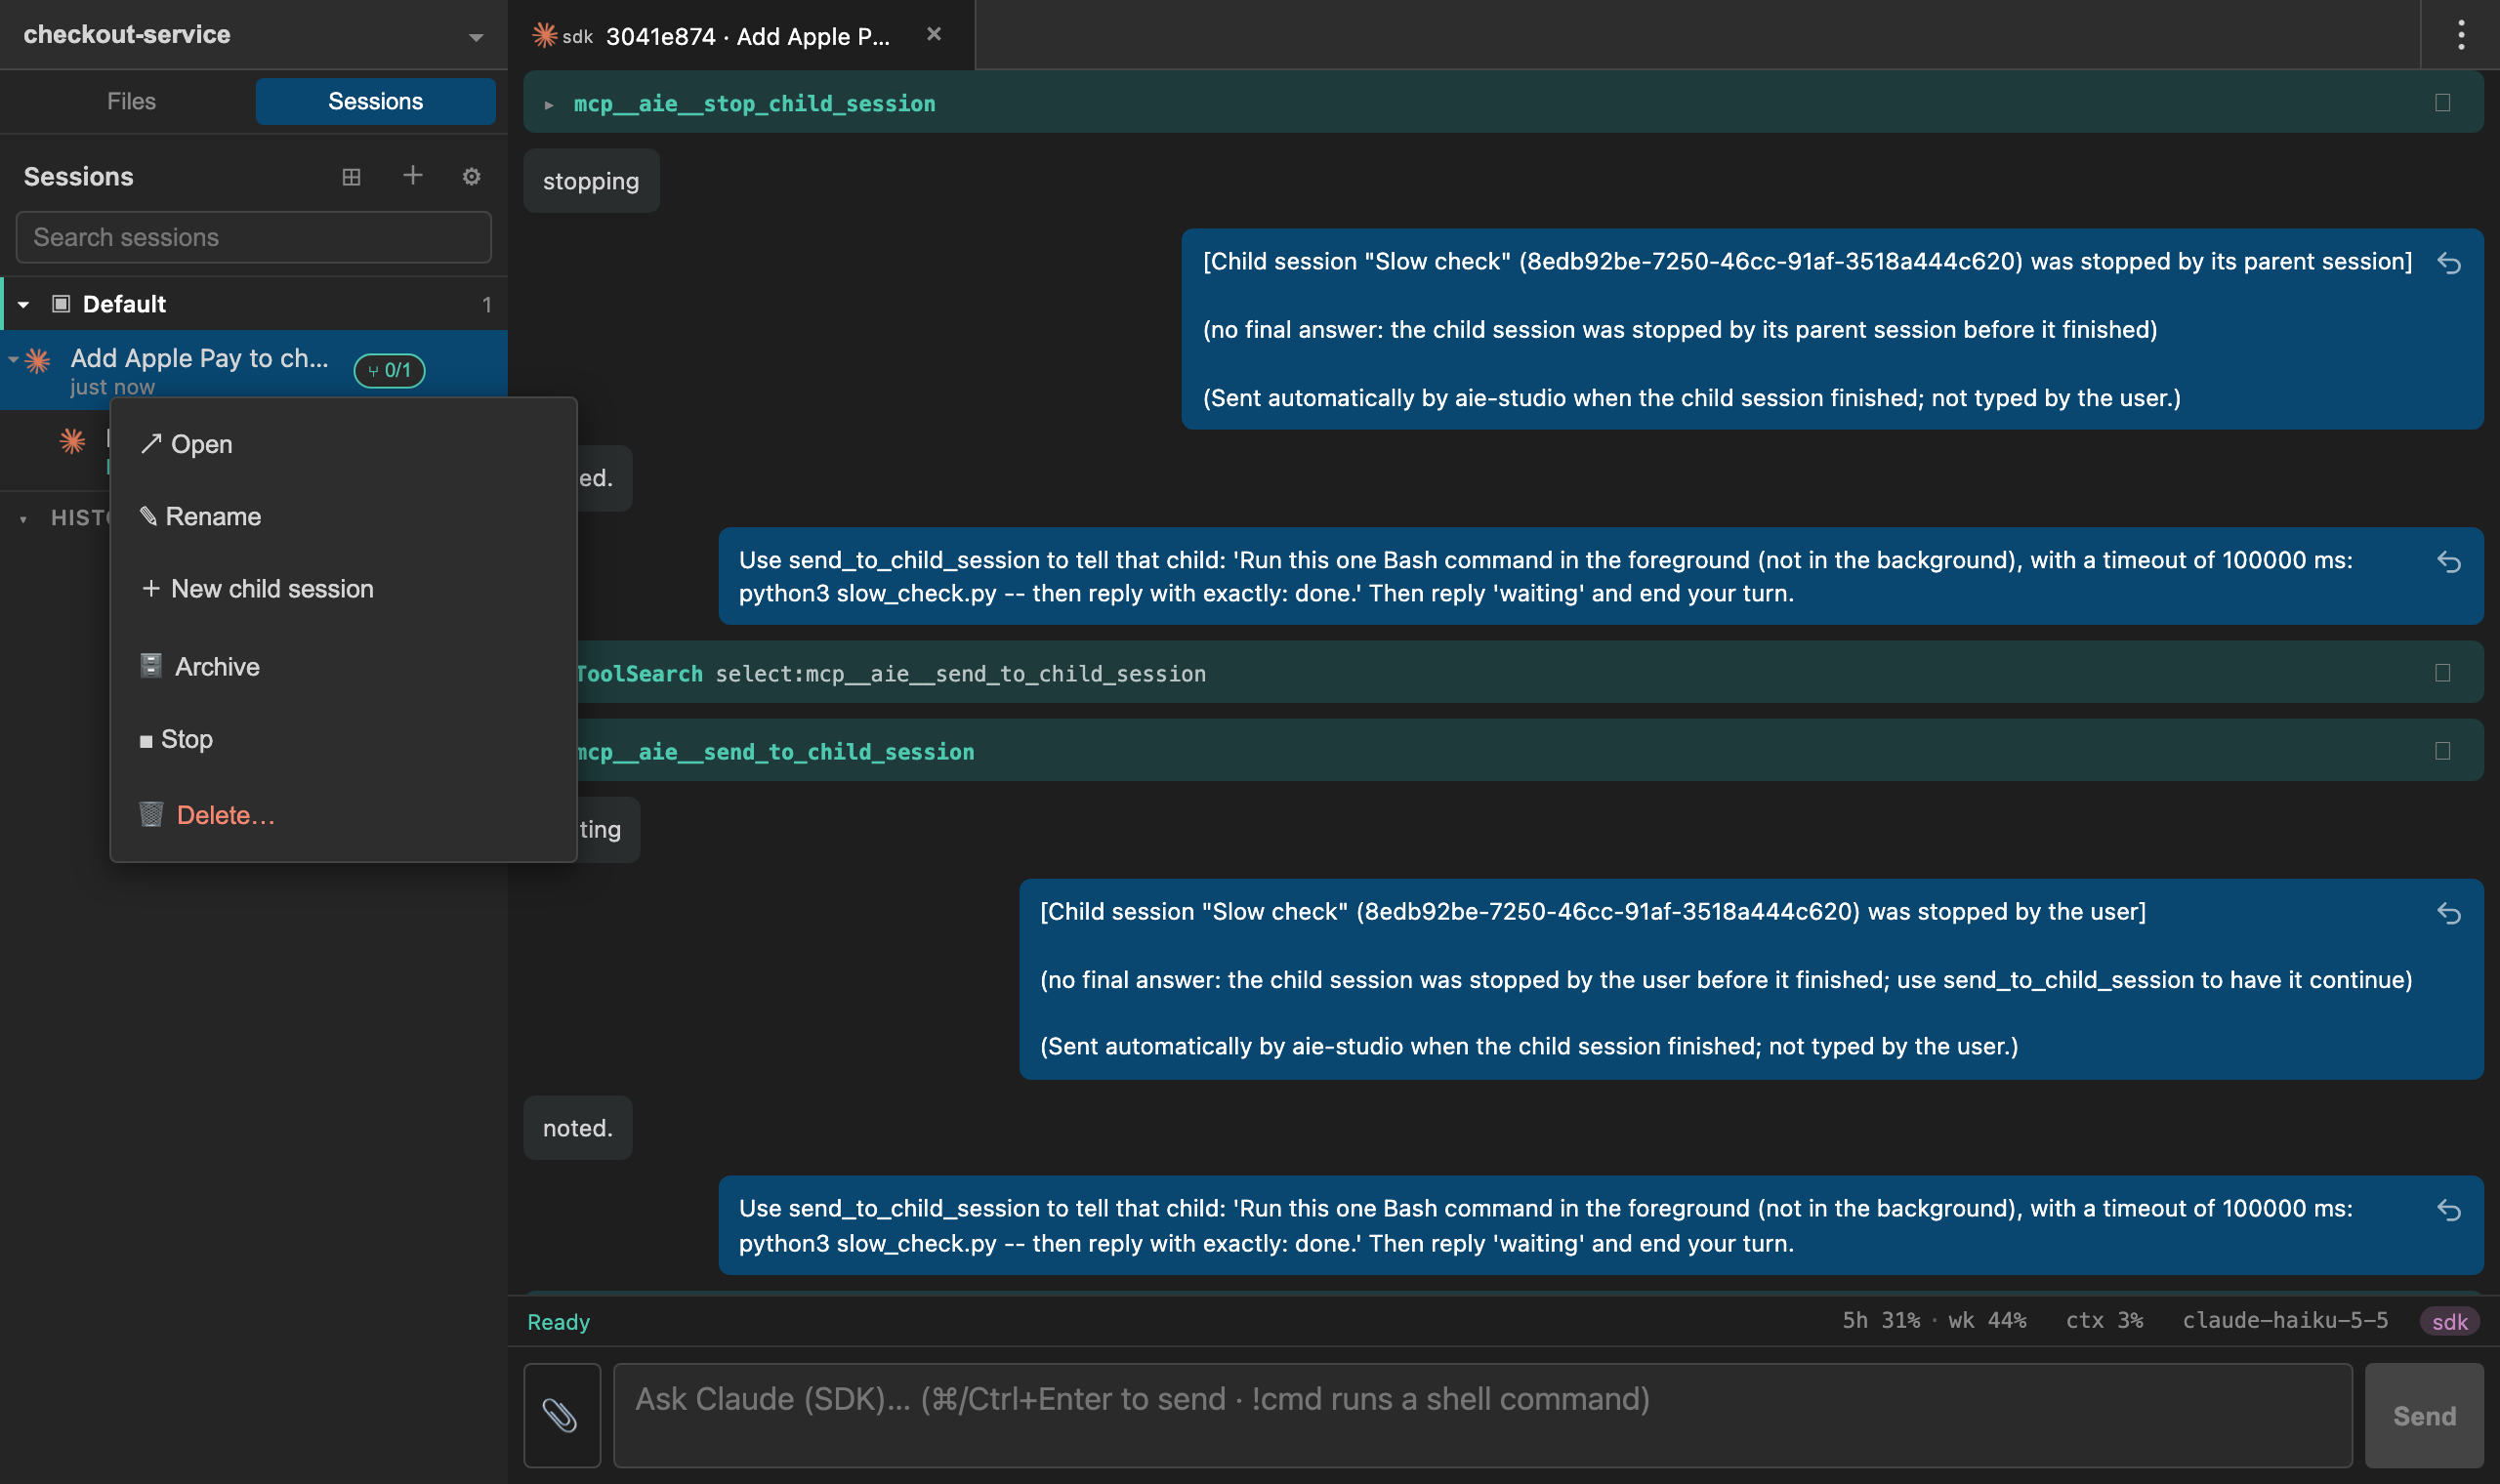 checkout-service
Files
Sessions
Sessions
Search sessions
Default
1
Add Apple Pay to ch...
just now
0/1
HISTO
Open
Rename
New child session
Archive
Stop
Delete…
sdk 3041e874 · Add Apple P...
mcp__aie__stop_child_session
stopping
[Child session "Slow check" (8edb92be-7250-46cc-91af-3518a444c620) was stopped by its parent session]
(no final answer: the child session was stopped by its parent session before it finished)
(Sent automatically by aie-studio when the child session finished; not typed by the user.)
ed.
Use send_to_child_session to tell that child: 'Run this one Bash command in the foreground (not in the background), with a timeout of 100000 ms:
python3 slow_check.py -- then reply with exactly: done.' Then reply 'waiting' and end your turn.
ToolSearch select:mcp__aie__send_to_child_session
mcp__aie__send_to_child_session
ting
[Child session "Slow check" (8edb92be-7250-46cc-91af-3518a444c620) was stopped by the user]
(no final answer: the child session was stopped by the user before it finished; use send_to_child_session to have it continue)
(Sent automatically by aie-studio when the child session finished; not typed by the user.)
noted.
Use send_to_child_session to tell that child: 'Run this one Bash command in the foreground (not in the background), with a timeout of 100000 ms:
python3 slow_check.py -- then reply with exactly: done.' Then reply 'waiting' and end your turn.
Ready
5h 31% · wk 44%
ctx 3%
claude-haiku-5-5
sdk
Ask Claude (SDK)... (⌘/Ctrl+Enter to send · !cmd runs a shell command)
Send